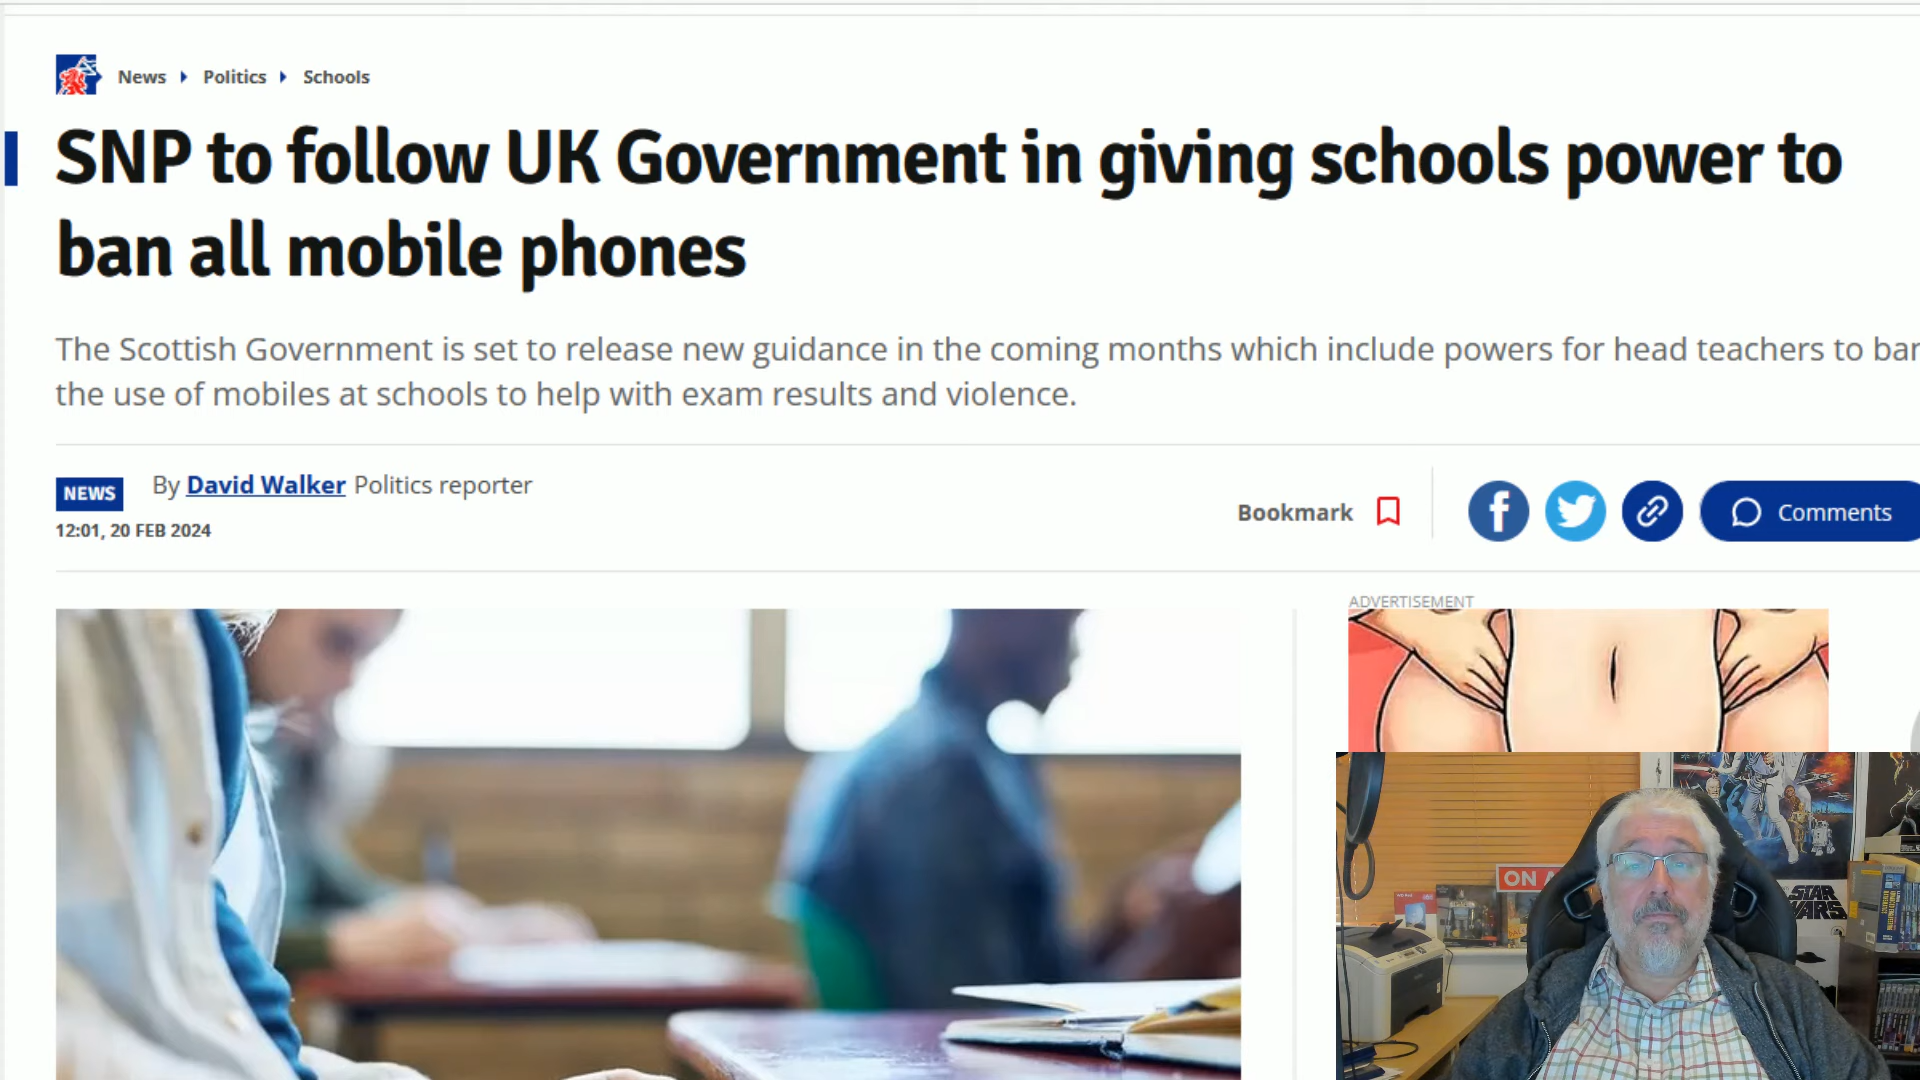 News Politics Schools
SNP to follow UK Government in giving schools power to
ban all mobile phones
The Scottish Government is set to release new guidance in the coming months which include powers for head teachers to ban
the use of mobiles at schools to help with exam results and violence.
NEWS By David Walker Politics reporter
12:01, 20 FEB 2024
Bookmark
Comments
ADVERTISEMENT
ON A
STAR
WARS